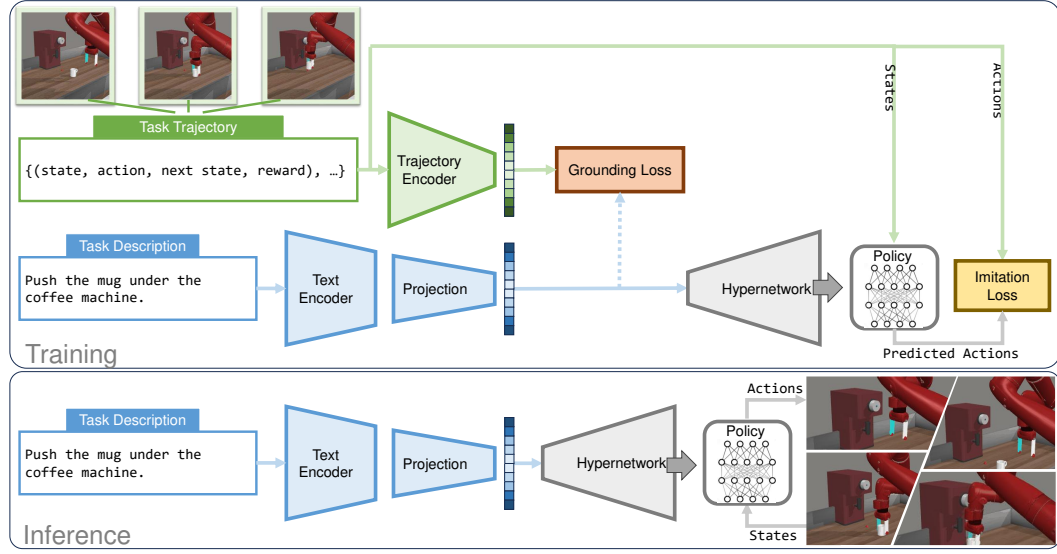 Task Trajectory
{(state, action, next state, reward), …}
Trajectory
Encoder
Grounding Loss
States
Actions
Task Description
Push the mug under the
coffee machine.
Text
Encoder
Projection
Hypernetwork
Policy
Imitation
Loss
Predicted Actions
Training
Task Description
Push the mug under the
coffee machine.
Text
Encoder
Projection
Hypernetwork
Policy
Actions
States
Inference